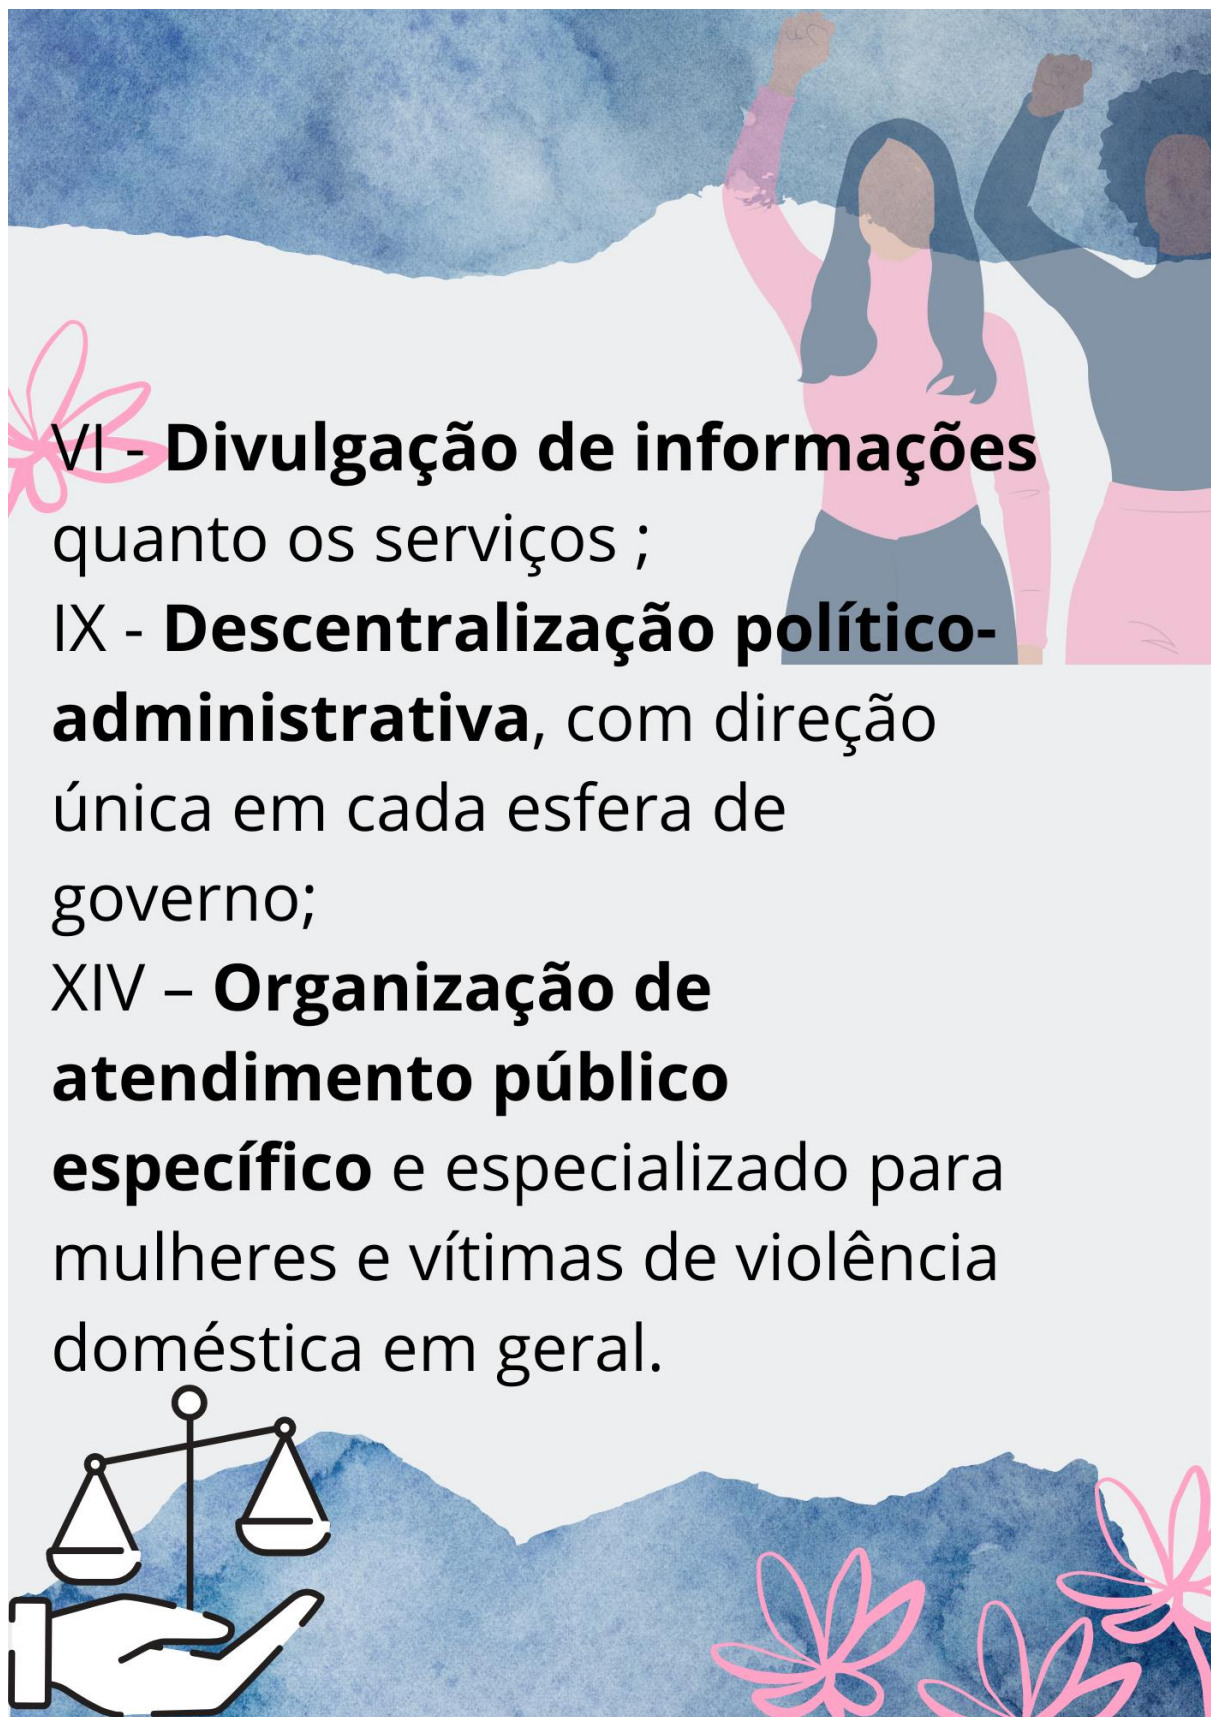 VI - Divulgação de informações
quanto os serviços ;
IX - Descentralização político-
administrativa, com direção
única em cada esfera de
governo;
XIV – Organização de
atendimento público
específico e especializado para
mulheres e vítimas de violência
doméstica em geral.